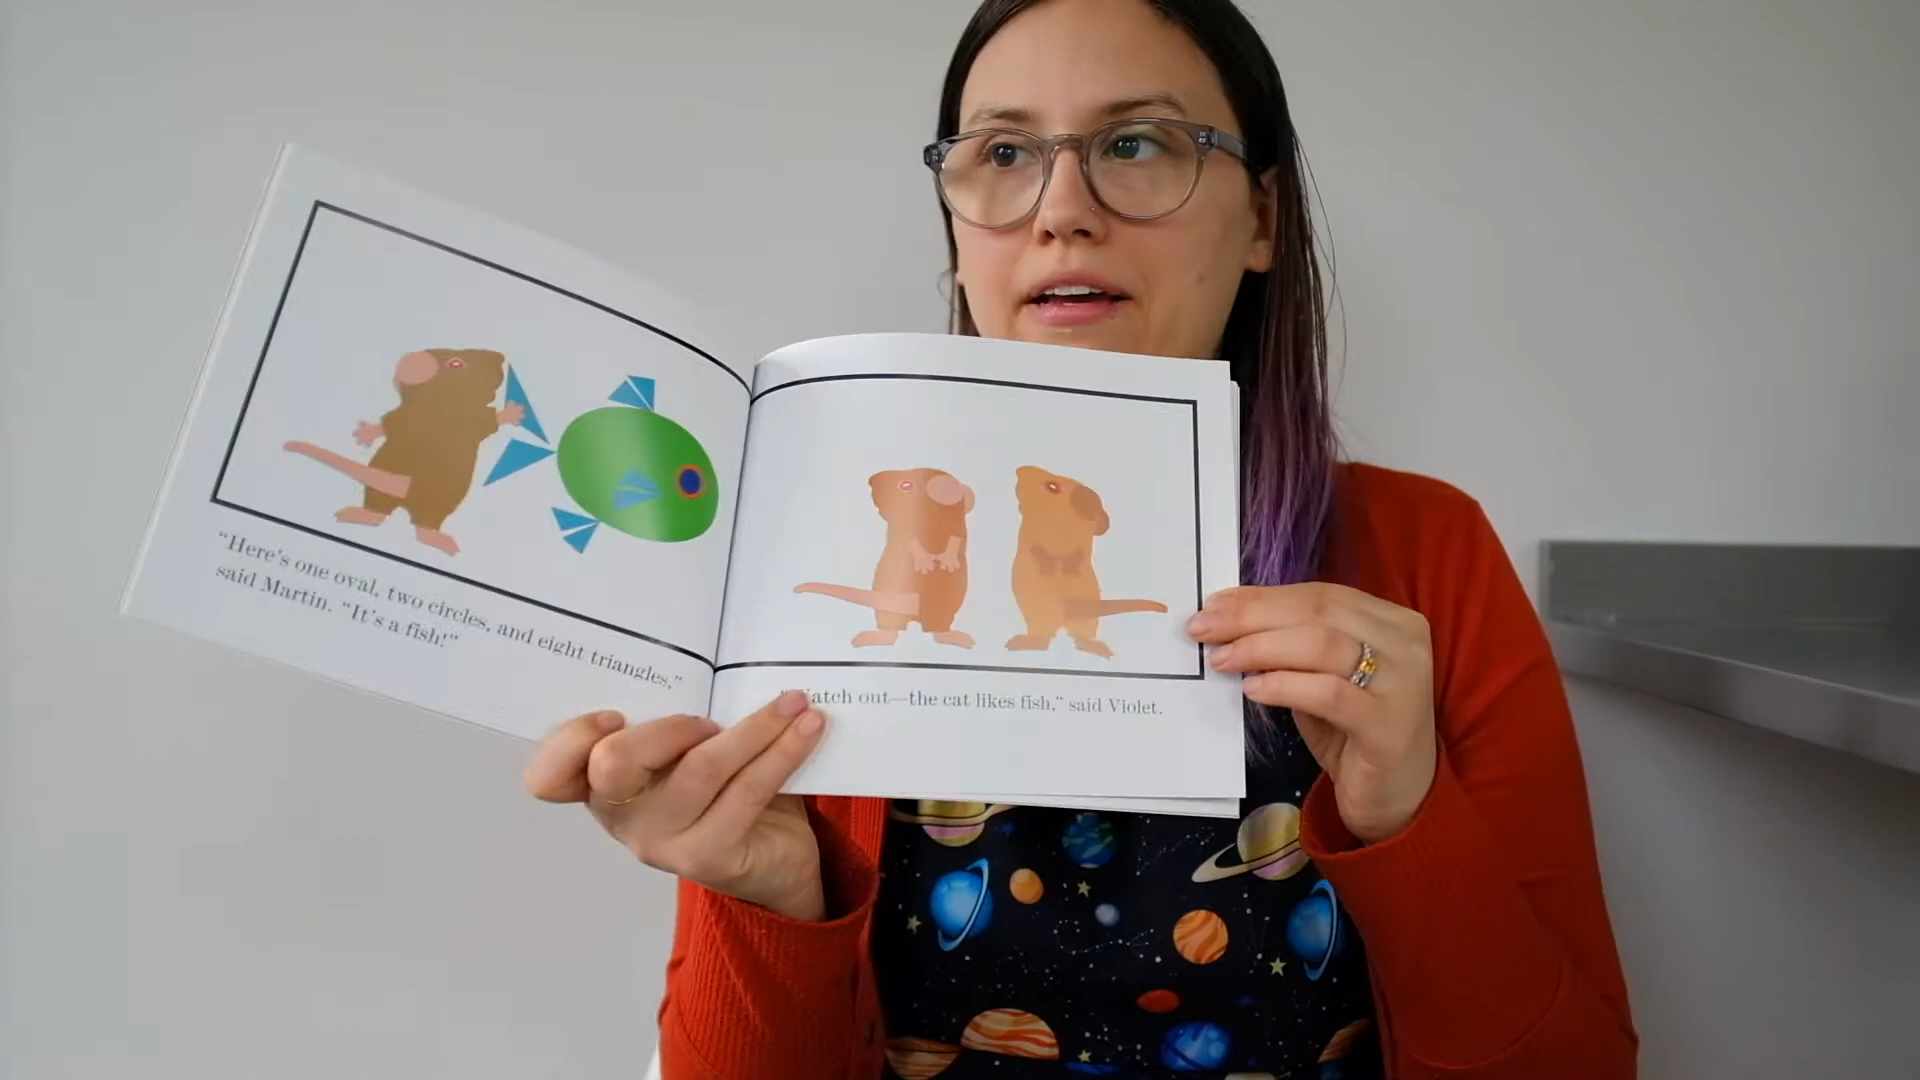 “Here’s one oval, two circles, and eight triangles,”
said Martin. “It’s a fish!”
“Watch out—the cat likes fish,” said Violet.